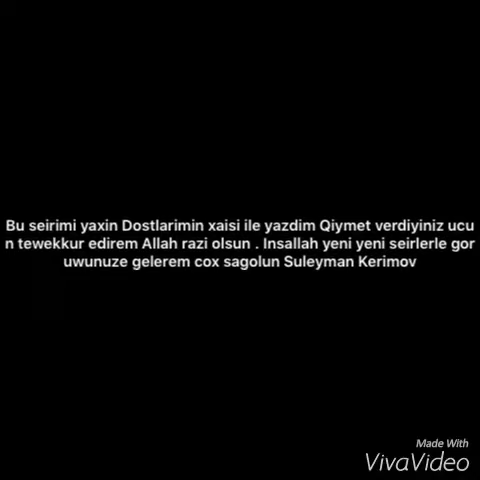 Bu seirimi yaxin Dostlarimin xaisi ile yazdim Qiymet verdiyiniz ucu
n tewekkur edirem Allah razi olsun . Insallah yeni yeni seirlerle gor
uwunuze gelerem cox sagolun Suleyman Kerimov
Made With
VivaVideo